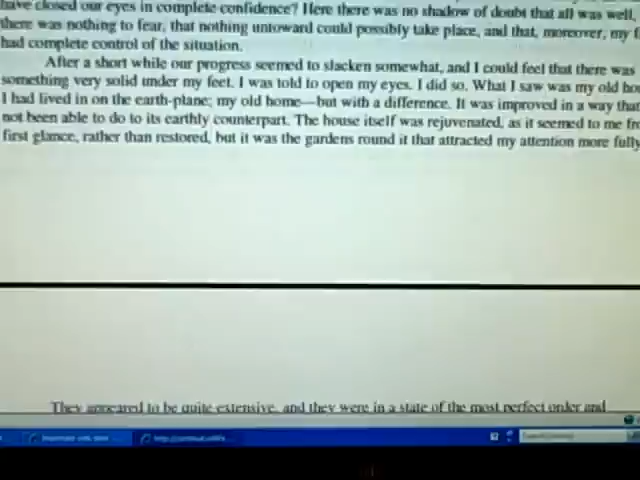 have closed our eyes in complete confidence? Here there was no shadow of doubt that all was well,
there was nothing to fear, that nothing untoward could possibly take place, and that, moreover, my f
had complete control of the situation.
After a short while our progress seemed to slacken somewhat, and I could feel that there was
something very solid under my feet. I was told to open my eyes. I did so. What I saw was my old ho
I had lived in on the earth-plane; my old home—but with a difference. It was improved in a way that
not been able to do to its earthly counterpart. The house itself was rejuvenated, as it seemed to me fro
first glance, rather than restored, but it was the gardens round it that attracted my attention more fully
They appeared to be quite extensive, and they were in a state of the most perfect order and